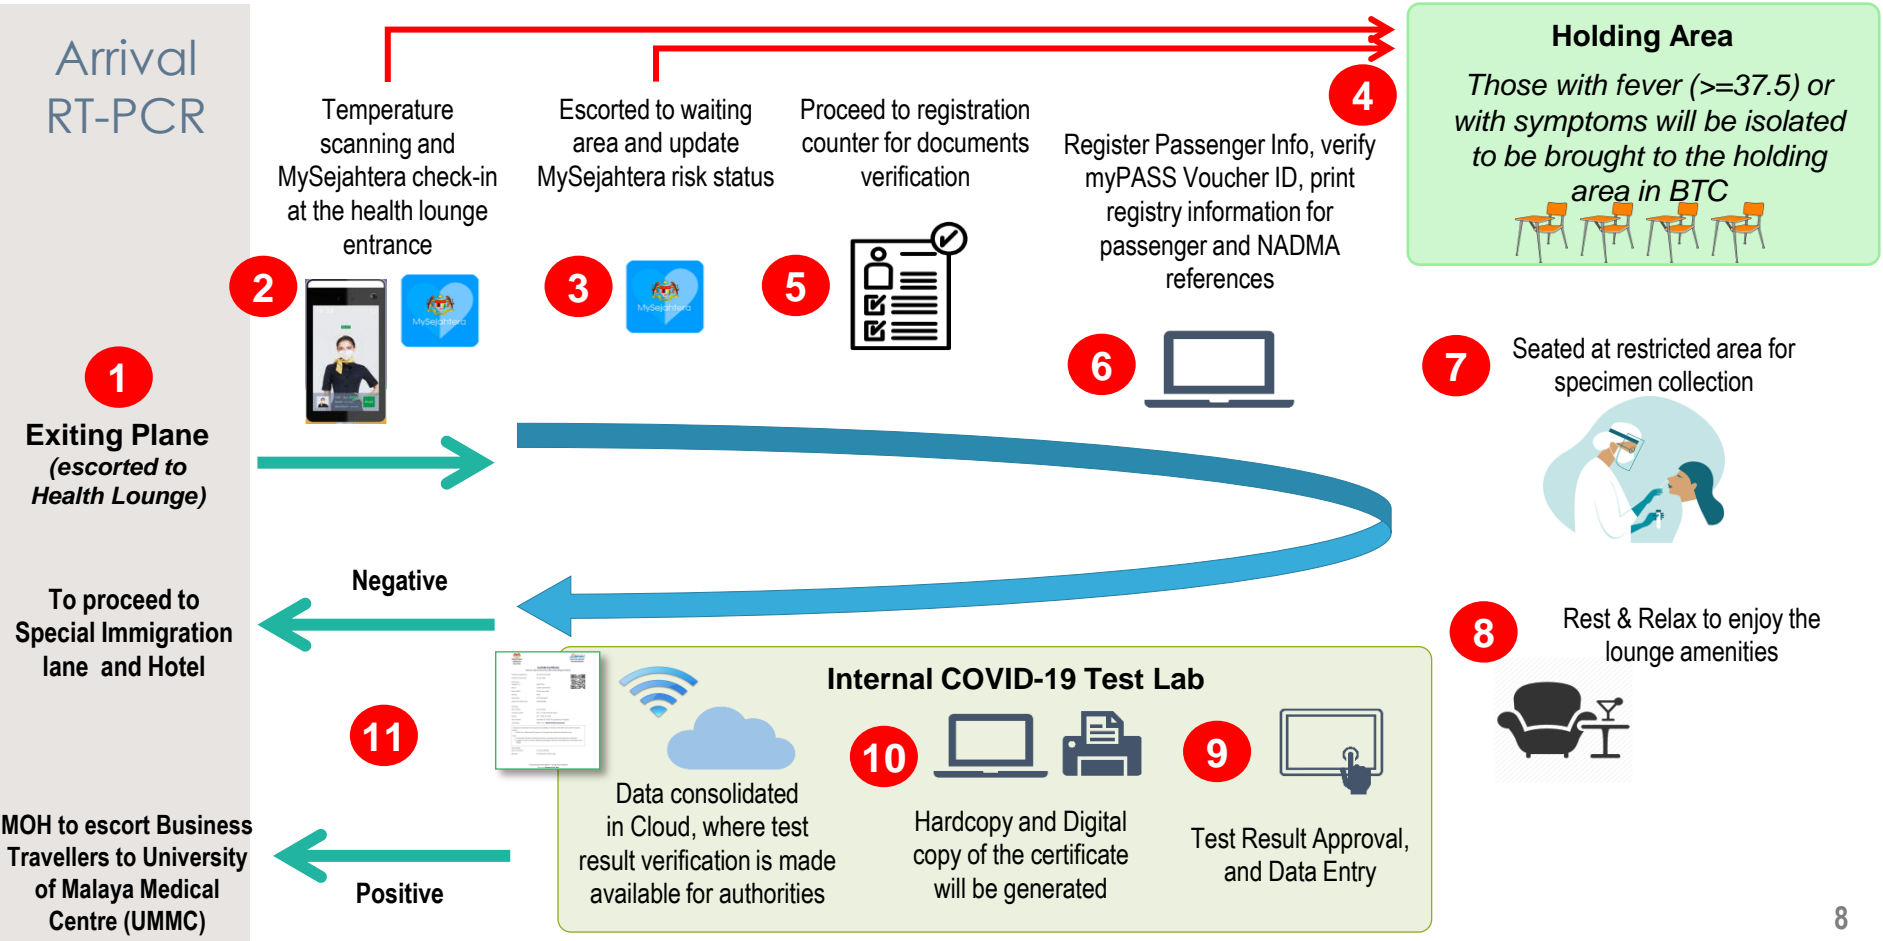 Arrival
RT-PCR
1
Exiting Plane
(escorted to
Health Lounge)
Temperature
scanning and
MySejahtera check-in
at the health lounge
entrance
2
MySejahtera
Escorted to waiting
area and update
MySejahtera risk status
3
MySejahtera
4
Holding Area
Those with fever (>=37.5) or
with symptoms will be isolated
to be brought to the holding
area in BTC
Proceed to registration
counter for documents
verification
5
Register Passenger Info, verify
myPASS Voucher ID, print
registry information for
passenger and NADMA
references
6
7
Seated at restricted area for
specimen collection
8
Rest & Relax to enjoy the
lounge amenities
Internal COVID-19 Test Lab
9
Test Result Approval,
and Data Entry
10
Hardcopy and Digital
copy of the certificate
will be generated
Data consolidated
in Cloud, where test
result verification is made
available for authorities
11
Negative
To proceed to
Special Immigration
lane and Hotel
Positive
MOH to escort Business
Travellers to University
of Malaya Medical
Centre (UMMC)
8